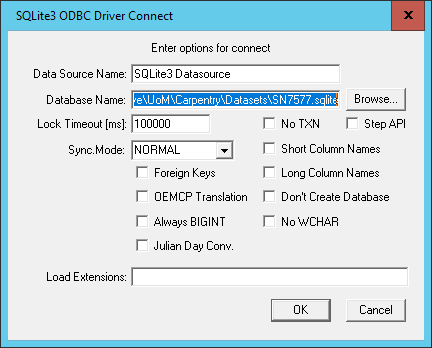 SQLite3 ODBC Driver Connect
Enter options for connect
Data Source Name: SQLite3 Datasource
Database Name: ve\UoM\Carpentry\Datasets\SN7577.sqlite Browse...
Lock Timeout [ms]: 100000 No TXN Step API
Sync.Mode: NORMAL Short Column Names
Foreign Keys Long Column Names
OEMCP Translation Don't Create Database
Always BIGINT No WCHAR
Julian Day Conv.
Load Extensions:
OK Cancel